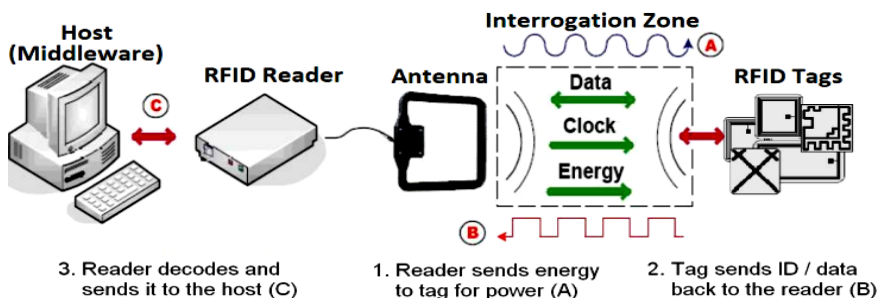 Interrogation Zone
Host
(Middleware)
RFID Reader
Antenna
RFID Tags
A
C
Data
Clock
Energy
B
3. Reader decodes and
sends it to the host (C)
1. Reader sends energy
to tag for power (A)
2. Tag sends ID / data
back to the reader (B)